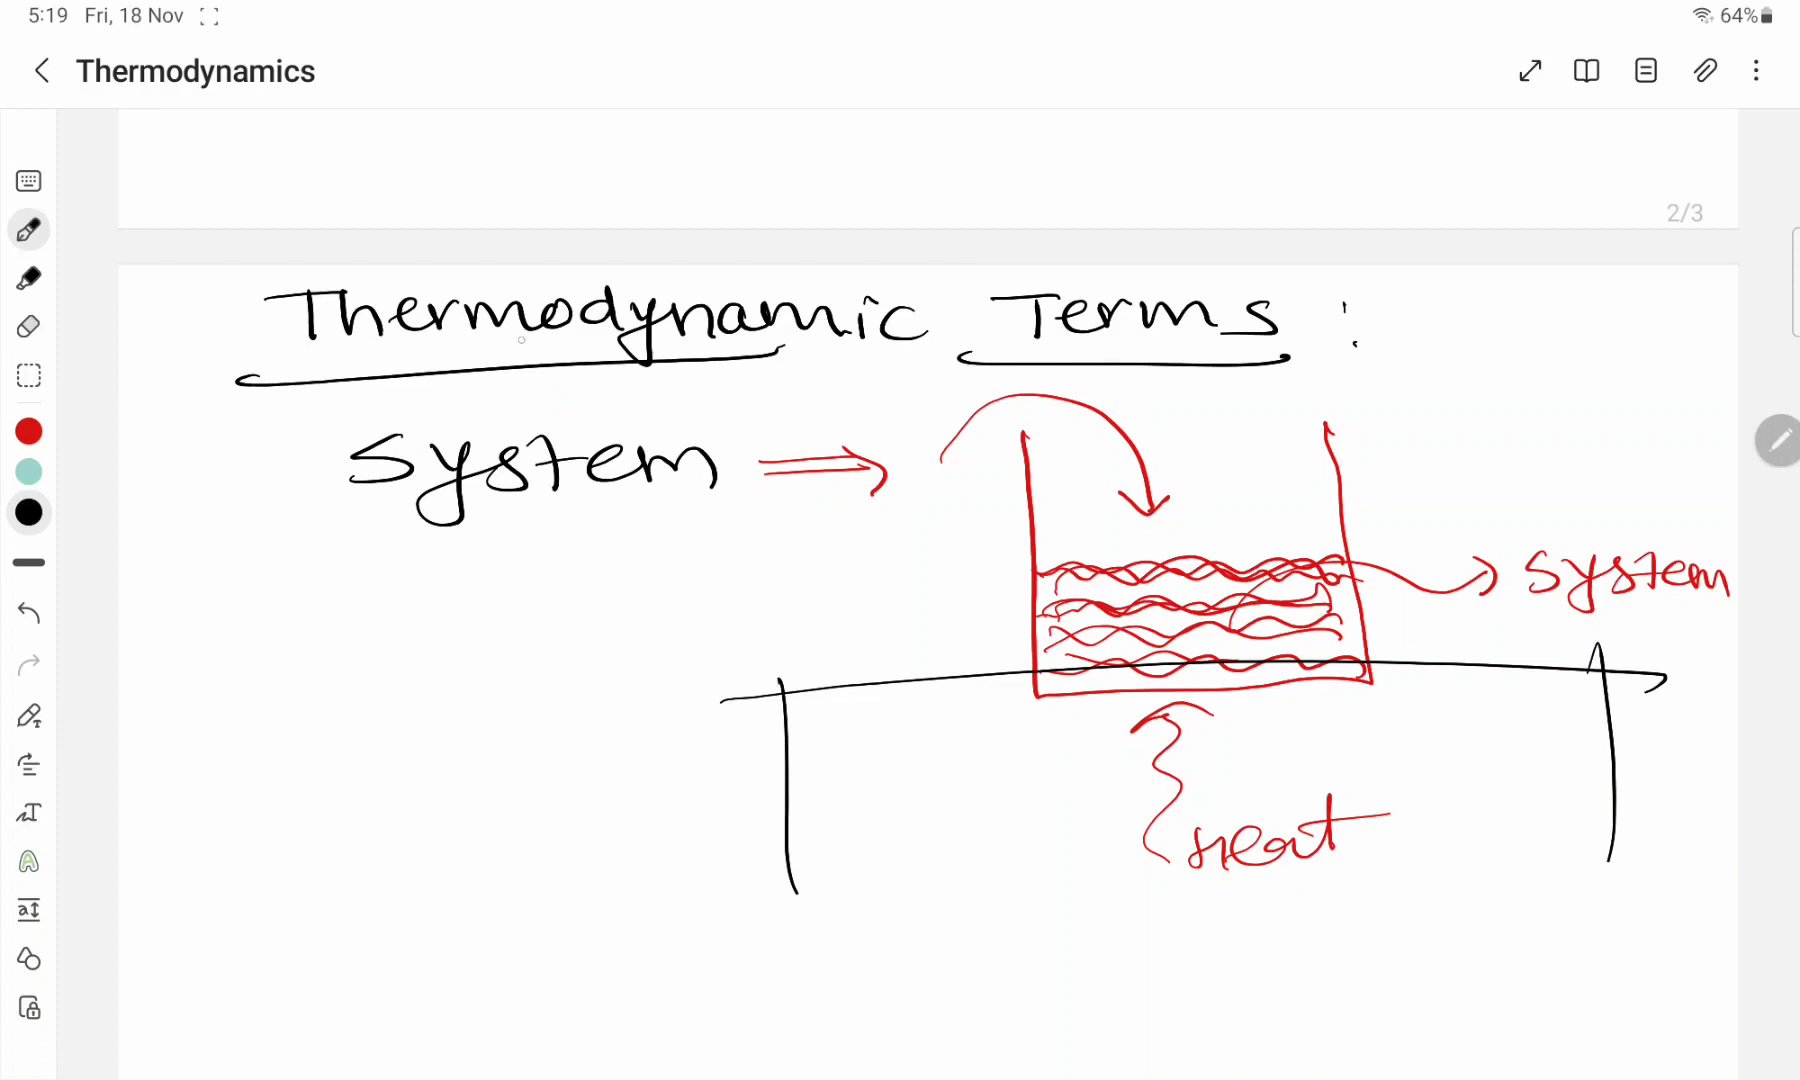 5:19 Fri, 18 Nov 64%
Thermodynamics
2/3
Thermodynamic Terms :
System ⇒
System
Heat